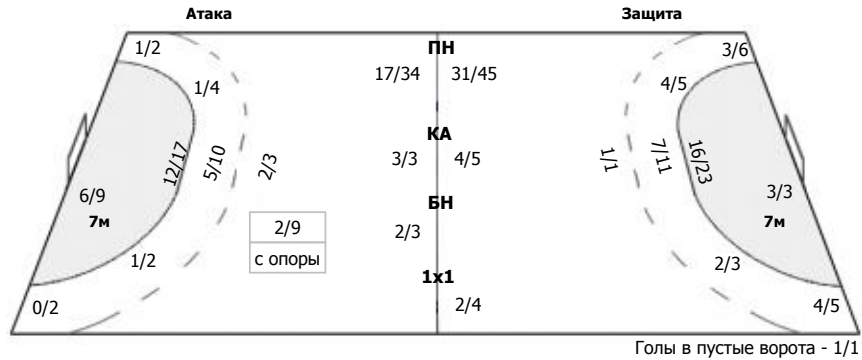 Атака Защита
1/2 ПН 3/6
17/34 31/45
1/4 4/5
КА
3/3 4/5
12/17 5/10 2/3 1/1 7/11 16/23
6/9 3/3
7м 7м
БН
2/3
2/9
с опоры
1/2 2/3
1х1
0/2 2/4 4/5
Голы в пустые ворота - 1/1